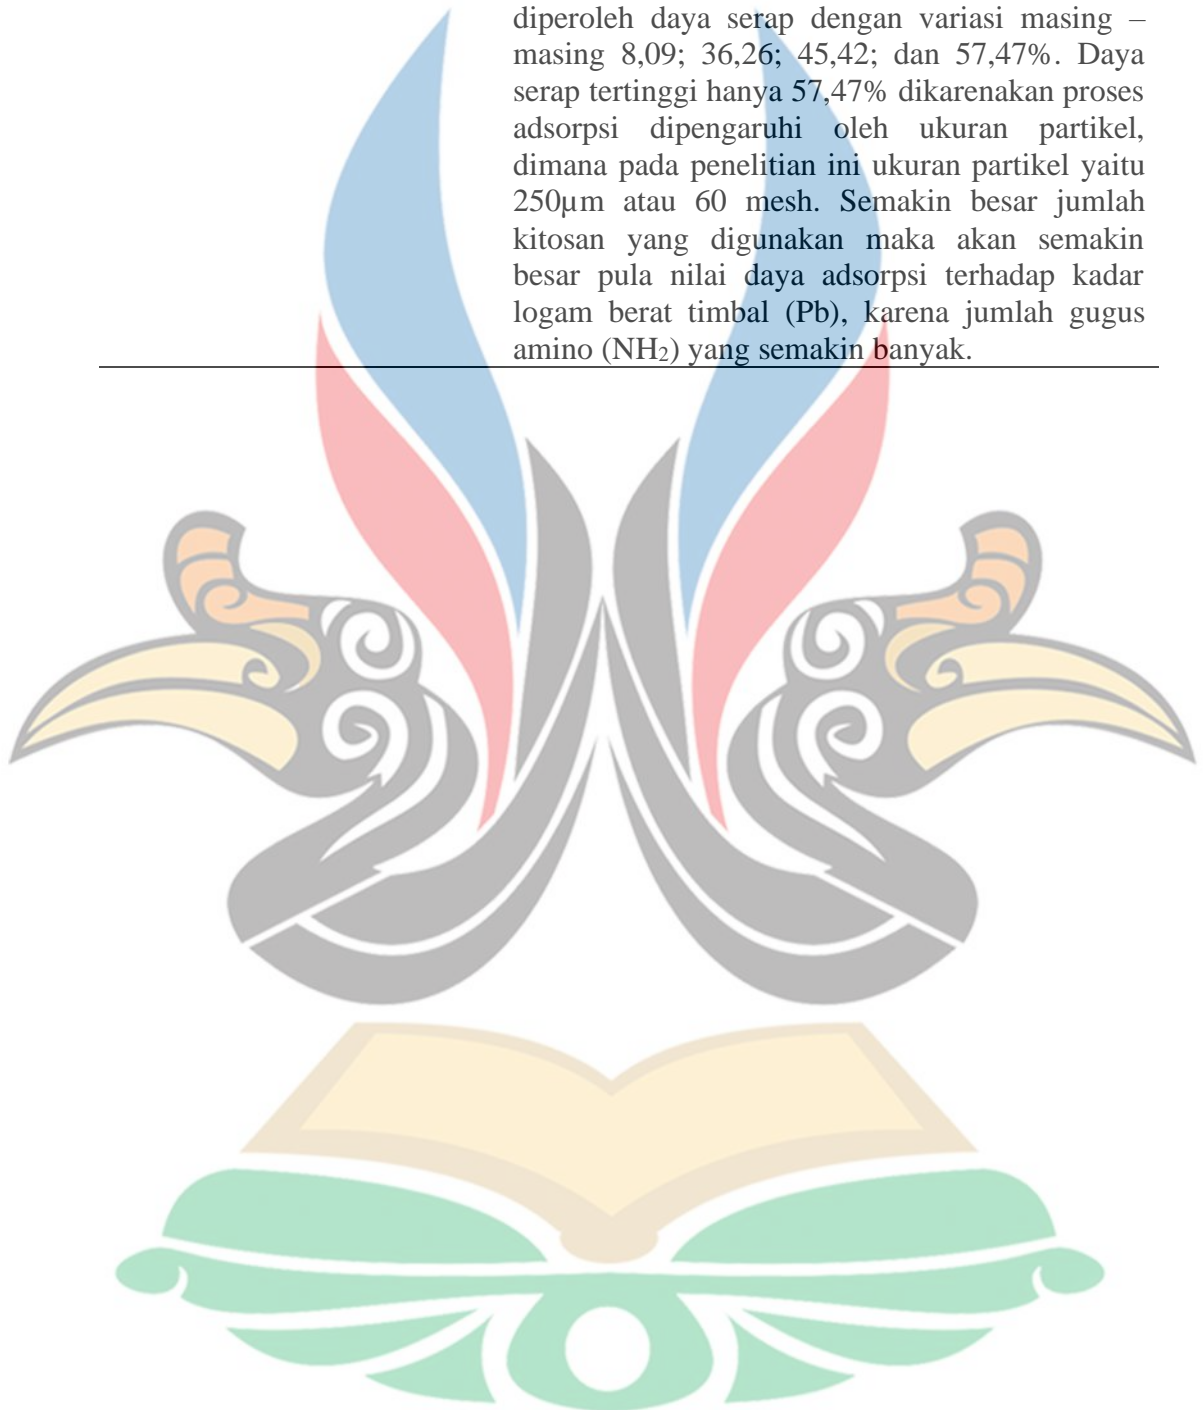 diperoleh daya serap dengan variasi masing –
masing 8,09; 36,26; 45,42; dan 57,47%. Daya
serap tertinggi hanya 57,47% dikarenakan proses
adsorpsi dipengaruhi oleh ukuran partikel,
dimana pada penelitian ini ukuran partikel yaitu
250µm atau 60 mesh. Semakin besar jumlah
kitosan yang digunakan maka akan semakin
besar pula nilai daya adsorpsi terhadap kadar
logam berat timbal (Pb), karena jumlah gugus
amino (NH₂) yang semakin banyak.